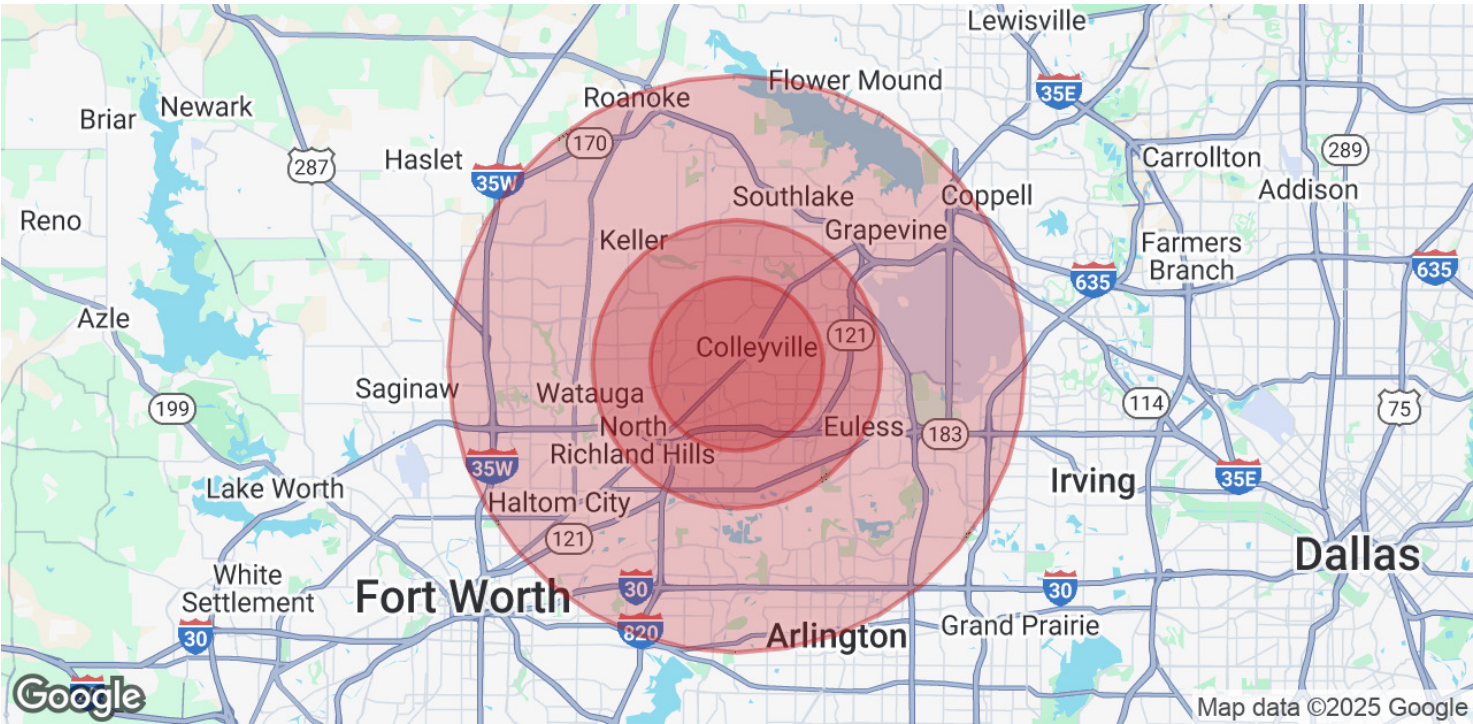 Lewisville
Flower Mound
35E
Roanoke
Newark
Briar
170
Haslet
287
35W
Carrollton
289
Addison
Southlake
Coppell
Reno
Keller
Grapevine
Farmers
Branch
635
635
Azle
121
Colleyville
Saginaw
Watauga
199
114
75
North
Richland Hills
Euless
183
35W
Irving
35E
Lake Worth
Haltom City
121
Dallas
White
Settlement
Fort Worth
30
30
30
820
Arlington
Grand Prairie
Google
Map data ©2025 Google